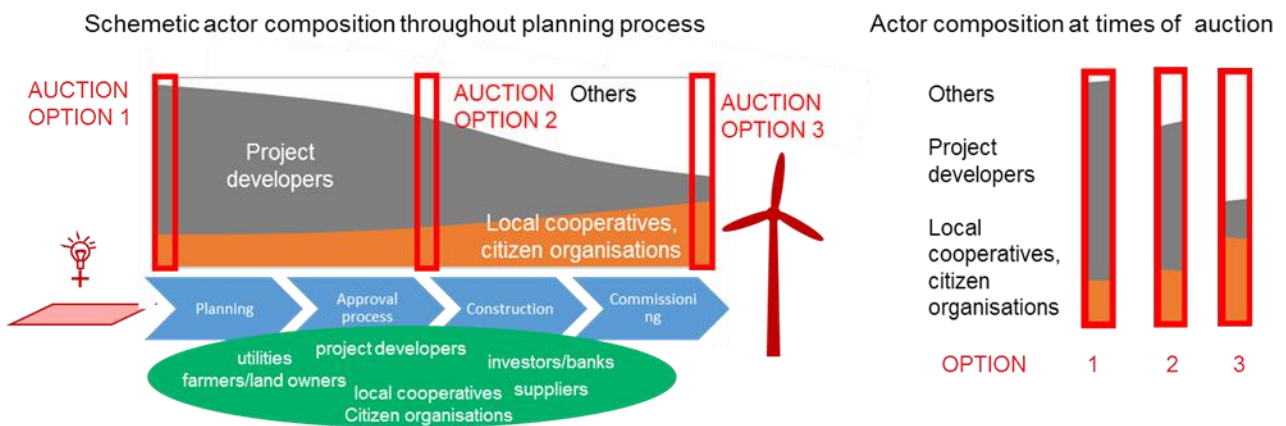 Schemetic actor composition throughout planning process
AUCTION
OPTION 1
Project
developers
AUCTION
OPTION 2
Others
AUCTION
OPTION 3
Local cooperatives,
citizen organisations
Planning
Approval
process
Construction
Commissioni
ng
utilities
project developers
investors/banks
farmers/land owners
local cooperatives
suppliers
Citizen organisations
Actor composition at times of auction
Others
Project
developers
Local
cooperatives,
citizen
organisations
OPTION 1 2 3